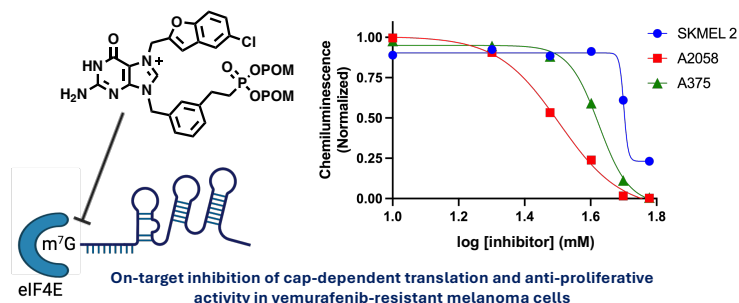 O
Cl
O
N
+
HN
H₂N
N
N
N
O
P
OPOM
OPOM
m⁷G
eIF4E
Chemiluminescence
(Normalized)
1.00
0.75
0.50
0.25
0.00
1.0 1.2 1.4 1.6 1.8
log [inhibitor] (mM)
SKMEL 2
A2058
A375
On-target inhibition of cap-dependent translation and anti-proliferative
activity in vemurafenib-resistant melanoma cells